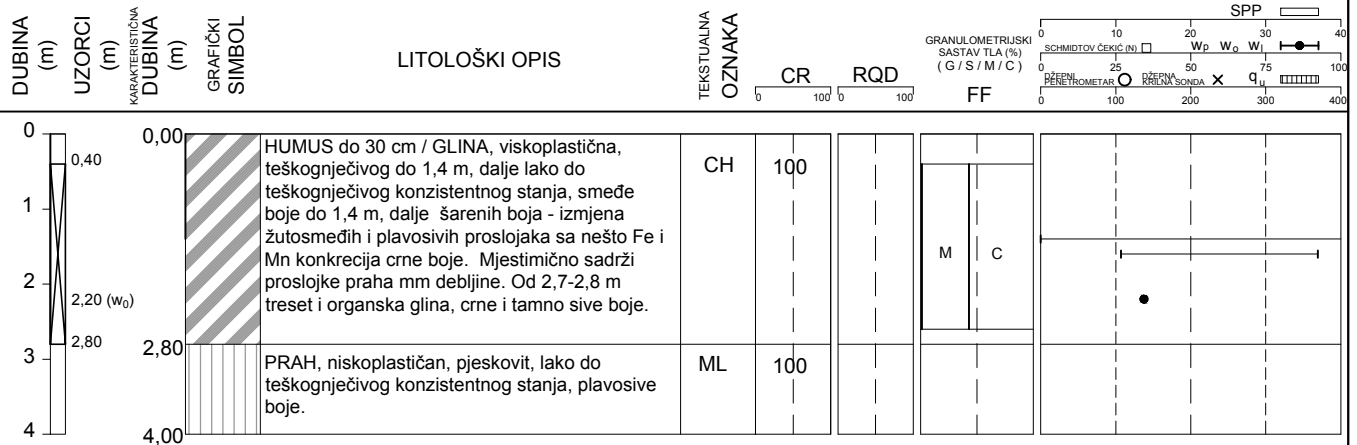 DUBINA
(m)
UZORCI
(m)
KARAKTERISTIČNA
DUBINA
(m)
GRAFIČKI
SIMBOL
LITOLOŠKI OPIS
TEKSTUALNA
OZNAKA
CR
0 100
RQD
0 100
GRANULOMETRIJSKI
SASTAV TLA (%)
( G / S / M / C )
FF
SPP
0 10 20 30 40
SCHMIDTOV ČEKIĆ (N) wP wo wl
0 25 50 75 100
DŽEPNI
PENETROMETAR
DŽEPNA
KRILNA SONDA
qu
0 100 200 300 400
0
1
2
3
4
0,40
2,20 (w0)
2,80
0,00
2,80
4,00
HUMUS do 30 cm / GLINA, viskoplastična,
teškognječivog do 1,4 m, dalje lako do
teškognječivog konzistentnog stanja, smeđe
boje do 1,4 m, dalje šarenih boja - izmjena
žutosmeđih i plavosivih proslojaka sa nešto Fe i
Mn konkrecija crne boje. Mjestimično sadrži
proslojke praha mm debljine. Od 2,7-2,8 m
treset i organska glina, crne i tamno sive boje.
CH
100
M C
PRAH, niskoplastičan, pjeskovit, lako do
teškognječivog konzistentnog stanja, plavosive
boje.
ML
100